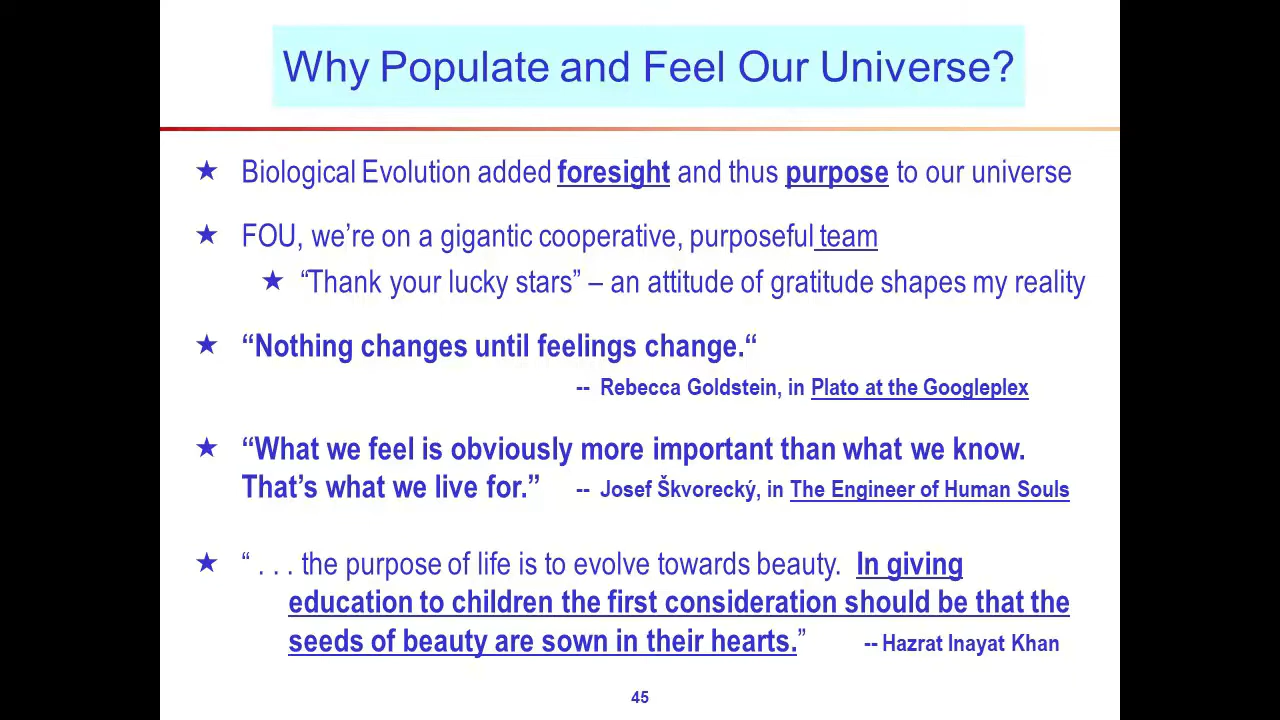 Why Populate and Feel Our Universe?
★ Biological Evolution added foresight and thus purpose to our universe
★ FOU, we’re on a gigantic cooperative, purposeful team
★ “Thank your lucky stars” – an attitude of gratitude shapes my reality
★ “Nothing changes until feelings change.“
-- Rebecca Goldstein, in Plato at the Googleplex
★ “What we feel is obviously more important than what we know.
That’s what we live for.” -- Josef Škvorecký, in The Engineer of Human Souls
★ “ . . . the purpose of life is to evolve towards beauty. In giving
education to children the first consideration should be that the
seeds of beauty are sown in their hearts.” -- Hazrat Inayat Khan
45